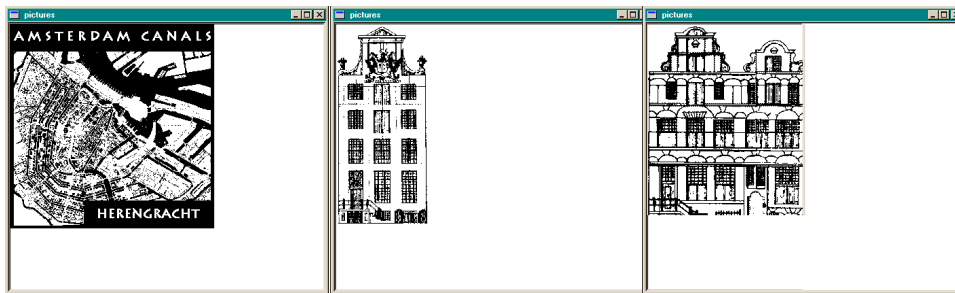 pictures
AMSTERDAM CANALS
HERENGRACHT
pictures
pictures